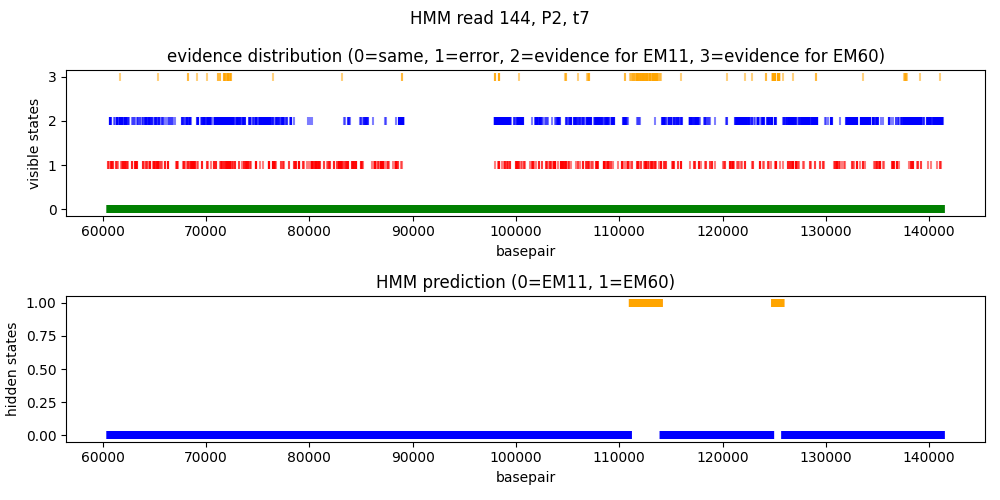 HMM read 144, P2, t7
evidence distribution (0=same, 1=error, 2=evidence for EM11, 3=evidence for EM60)
visible states
3
2
1
0
60000 70000 80000 90000 100000 110000 120000 130000 140000
basepair
HMM prediction (0=EM11, 1=EM60)
hidden states
1.00
0.75
0.50
0.25
0.00
60000 70000 80000 90000 100000 110000 120000 130000 140000
basepair